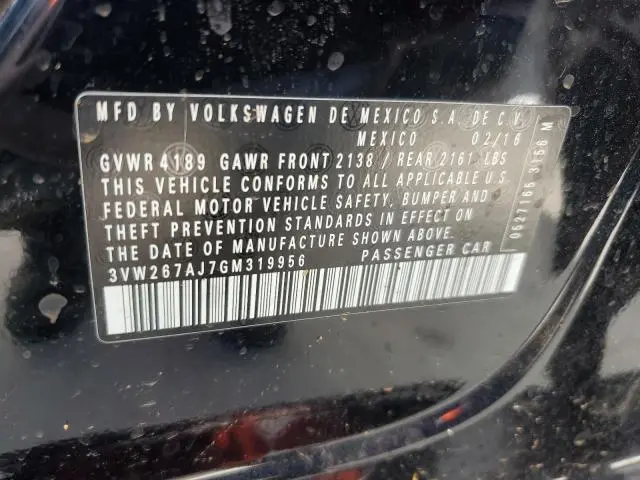 MFD BY VOLKSWAGEN DE MEXICO S.A. DE C.V.
MEXICO 02/16
GVWR 4189 GAWR FRONT 2138 / REAR 2161 LBS
THIS VEHICLE CONFORMS TO ALL APPLICABLE U.S.
FEDERAL MOTOR VEHICLE SAFETY, BUMPER AND
THEFT PREVENTION STANDARDS IN EFFECT ON
THE DATE OF MANUFACTURE SHOWN ABOVE.
3VW267AJ7GM319956 PASSENGER CAR
0527165 3156 M